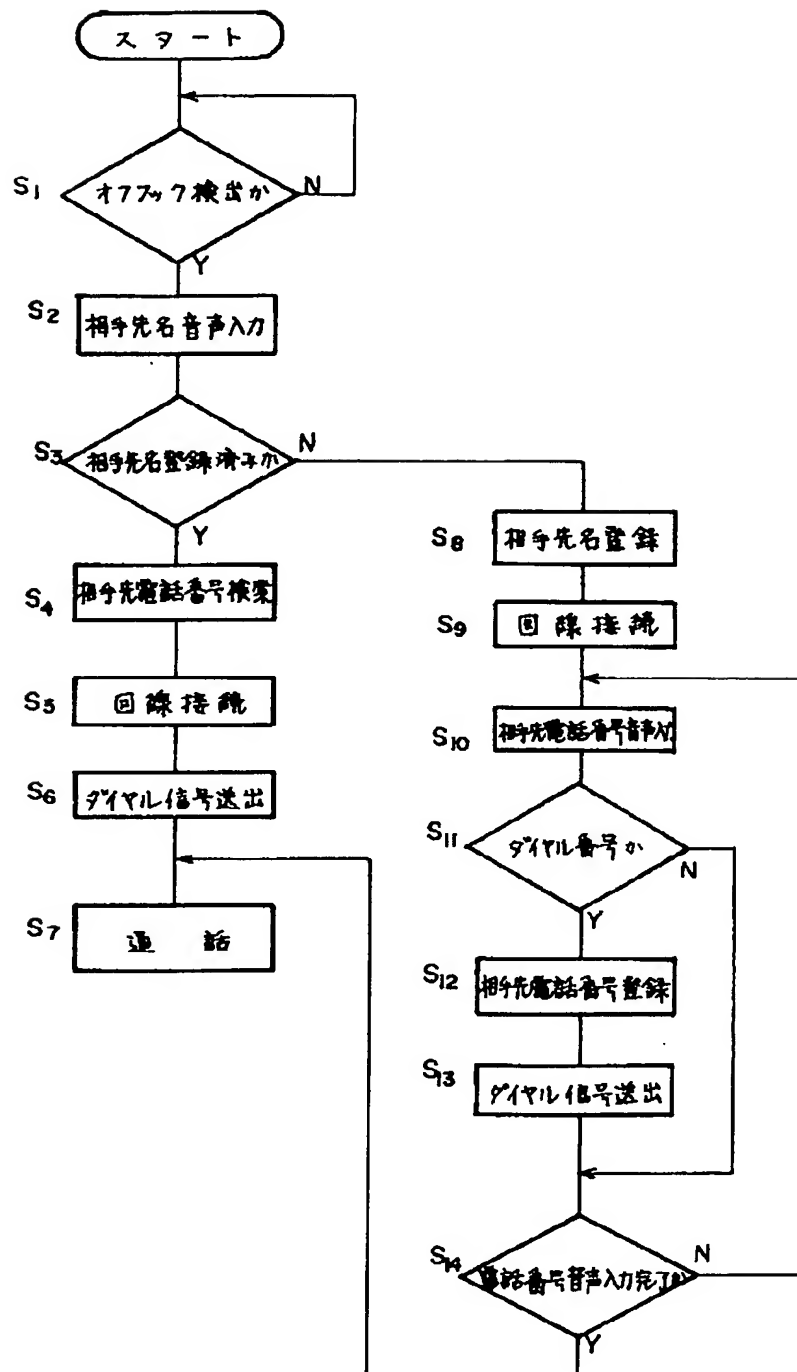 スタート
S1
オフフック検出か
N
Y
S2
相手先名音声入力
S3
相手先名登録済みか
N
Y
S4
相手先電話番号検索
S5
回線接続
S6
ダイヤル信号送出
S7
通話
S8
相手先名登録
S9
回線接続
S10
相手先電話番号音声入力
S11
ダイヤル番号か
N
Y
S12
相手先電話番号登録
S13
ダイヤル信号送出
S14
電話番号音声入力完了か
N
Y